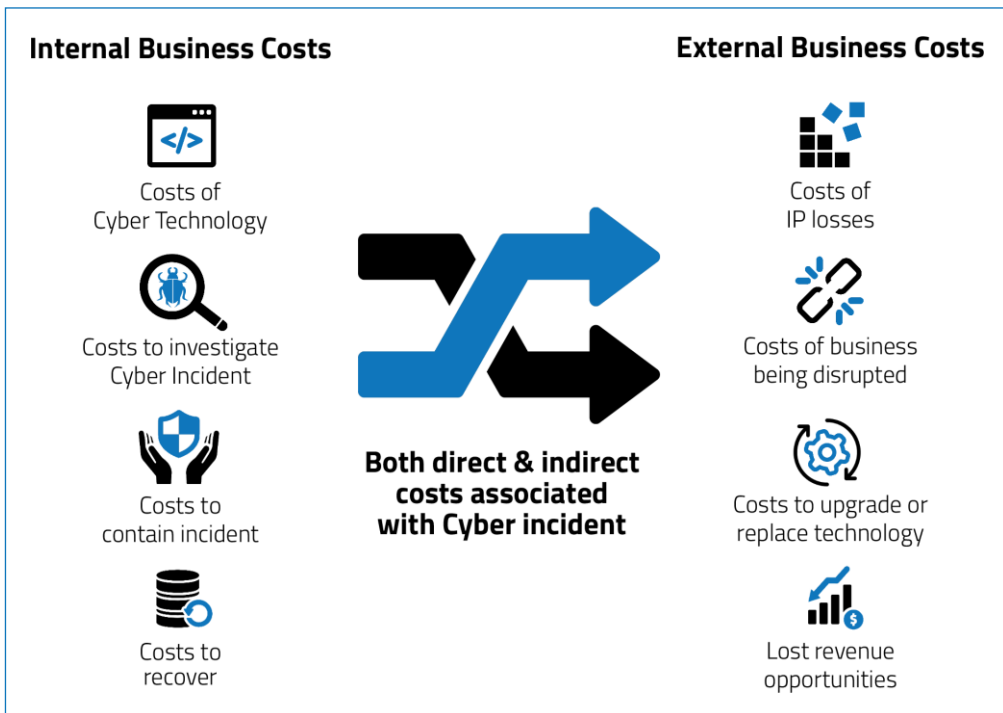 Internal Business Costs
</>
Costs of
Cyber Technology
Costs to investigate
Cyber Incident
Costs to
contain incident
Costs to
recover
Both direct & indirect
costs associated
with Cyber incident
External Business Costs
Costs of
IP losses
Costs of business
being disrupted
Costs to upgrade or
replace technology
$
Lost revenue
opportunities